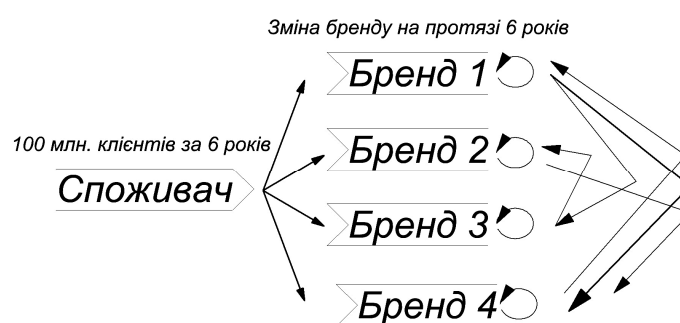 Зміна бренду на протязі 6 років
Бренд 1
100 млн. клієнтів за 6 років
Бренд 2
Споживач
Бренд 3
Бренд 4